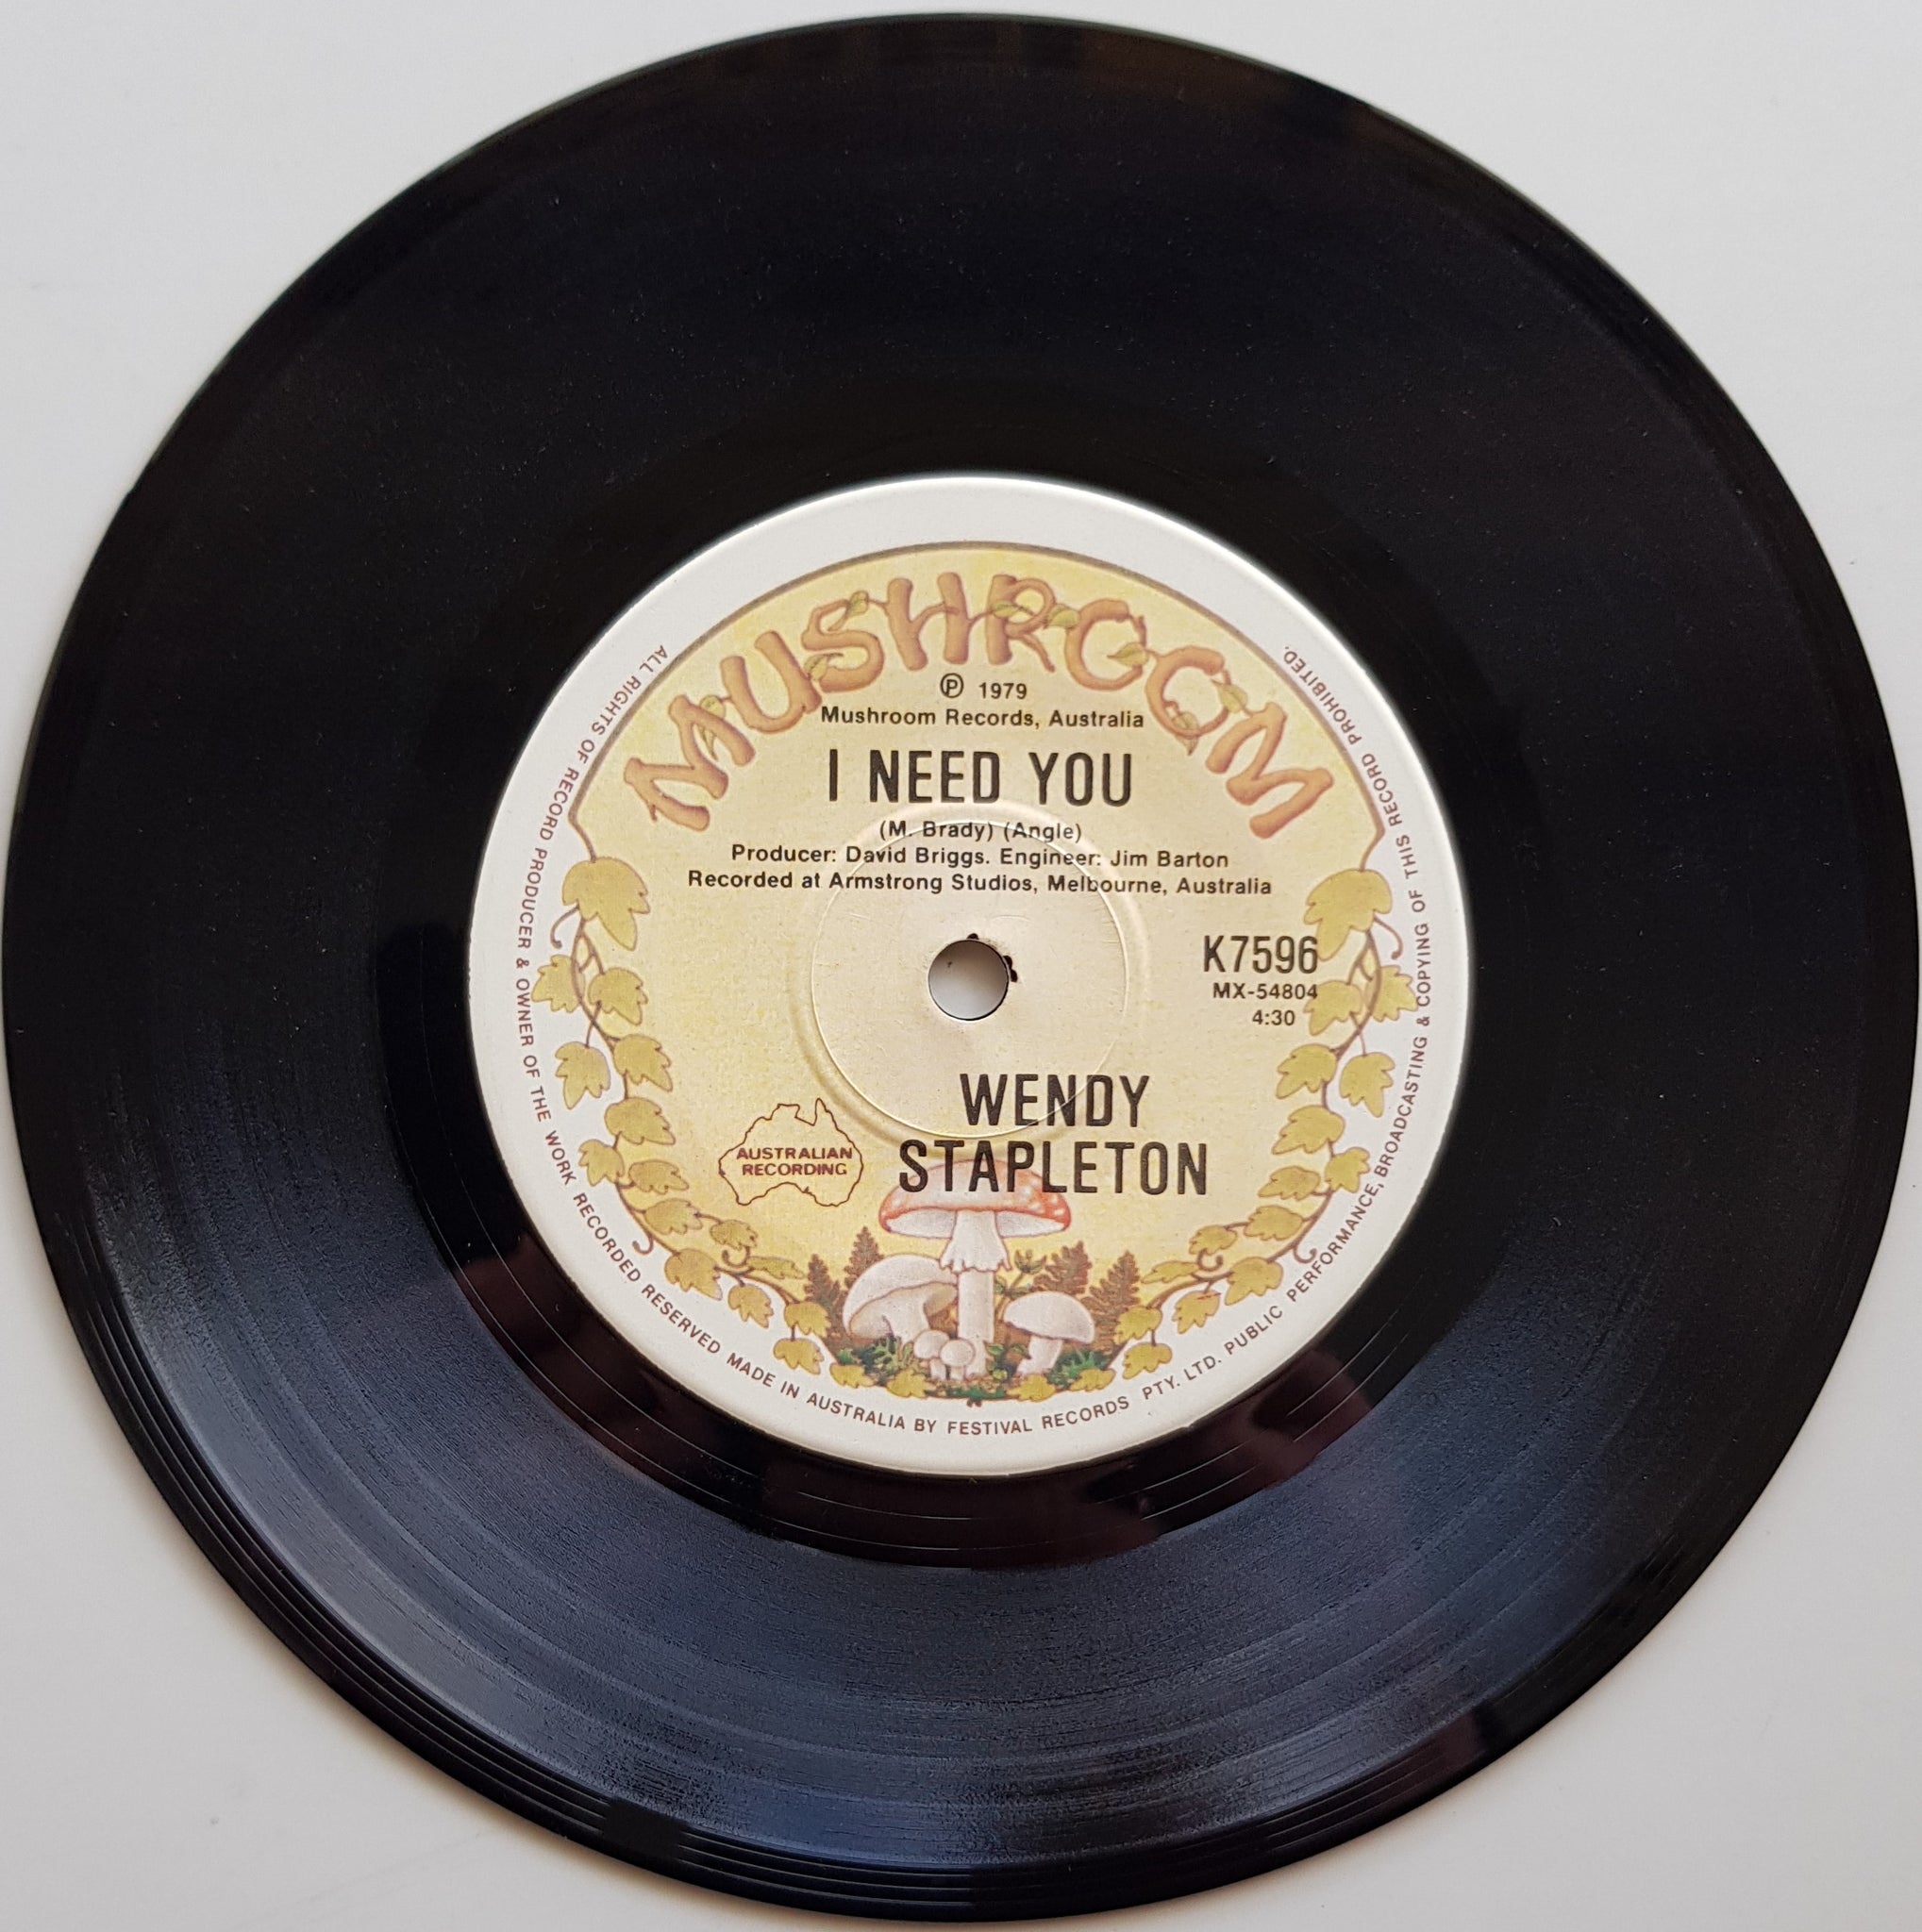 MUSHROOM
℗ 1979
Mushroom Records, Australia
I NEED YOU
(M. Brady) (Angle)
Producer: David Briggs. Engineer: Jim Barton
Recorded at Armstrong Studios, Melbourne, Australia
K7596
MX-54804
4:30
WENDY
STAPLETON
AUSTRALIAN
RECORDING
ALL RIGHTS OF RECORD PRODUCER & OWNER OF THE WORK RECORDED RESERVED MADE IN AUSTRALIA BY FESTIVAL RECORDS PTY. LTD. PUBLIC PERFORMANCE, BROADCASTING & COPYING OF THIS RECORD PROHIBITED.